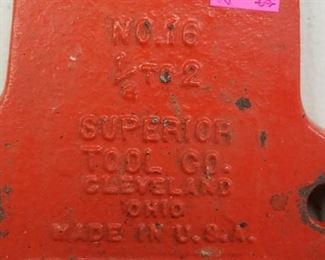 NO. 16
1/8 TO 2
SUPERIOR
TOOL CO.
CLEVELAND
OHIO
MADE IN U.S.A.